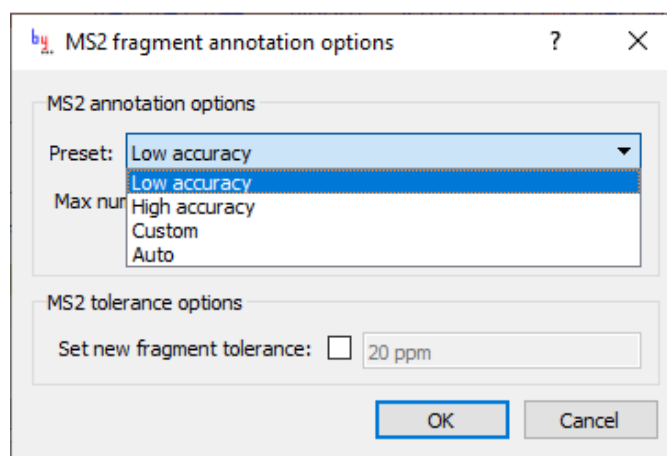 by MS2 fragment annotation options ?
MS2 annotation options
Preset: Low accuracy
Low accuracy
Max
High accuracy
Custom
Auto
MS2 tolerance options
Set new fragment tolerance: 20 ppm
OK Cancel